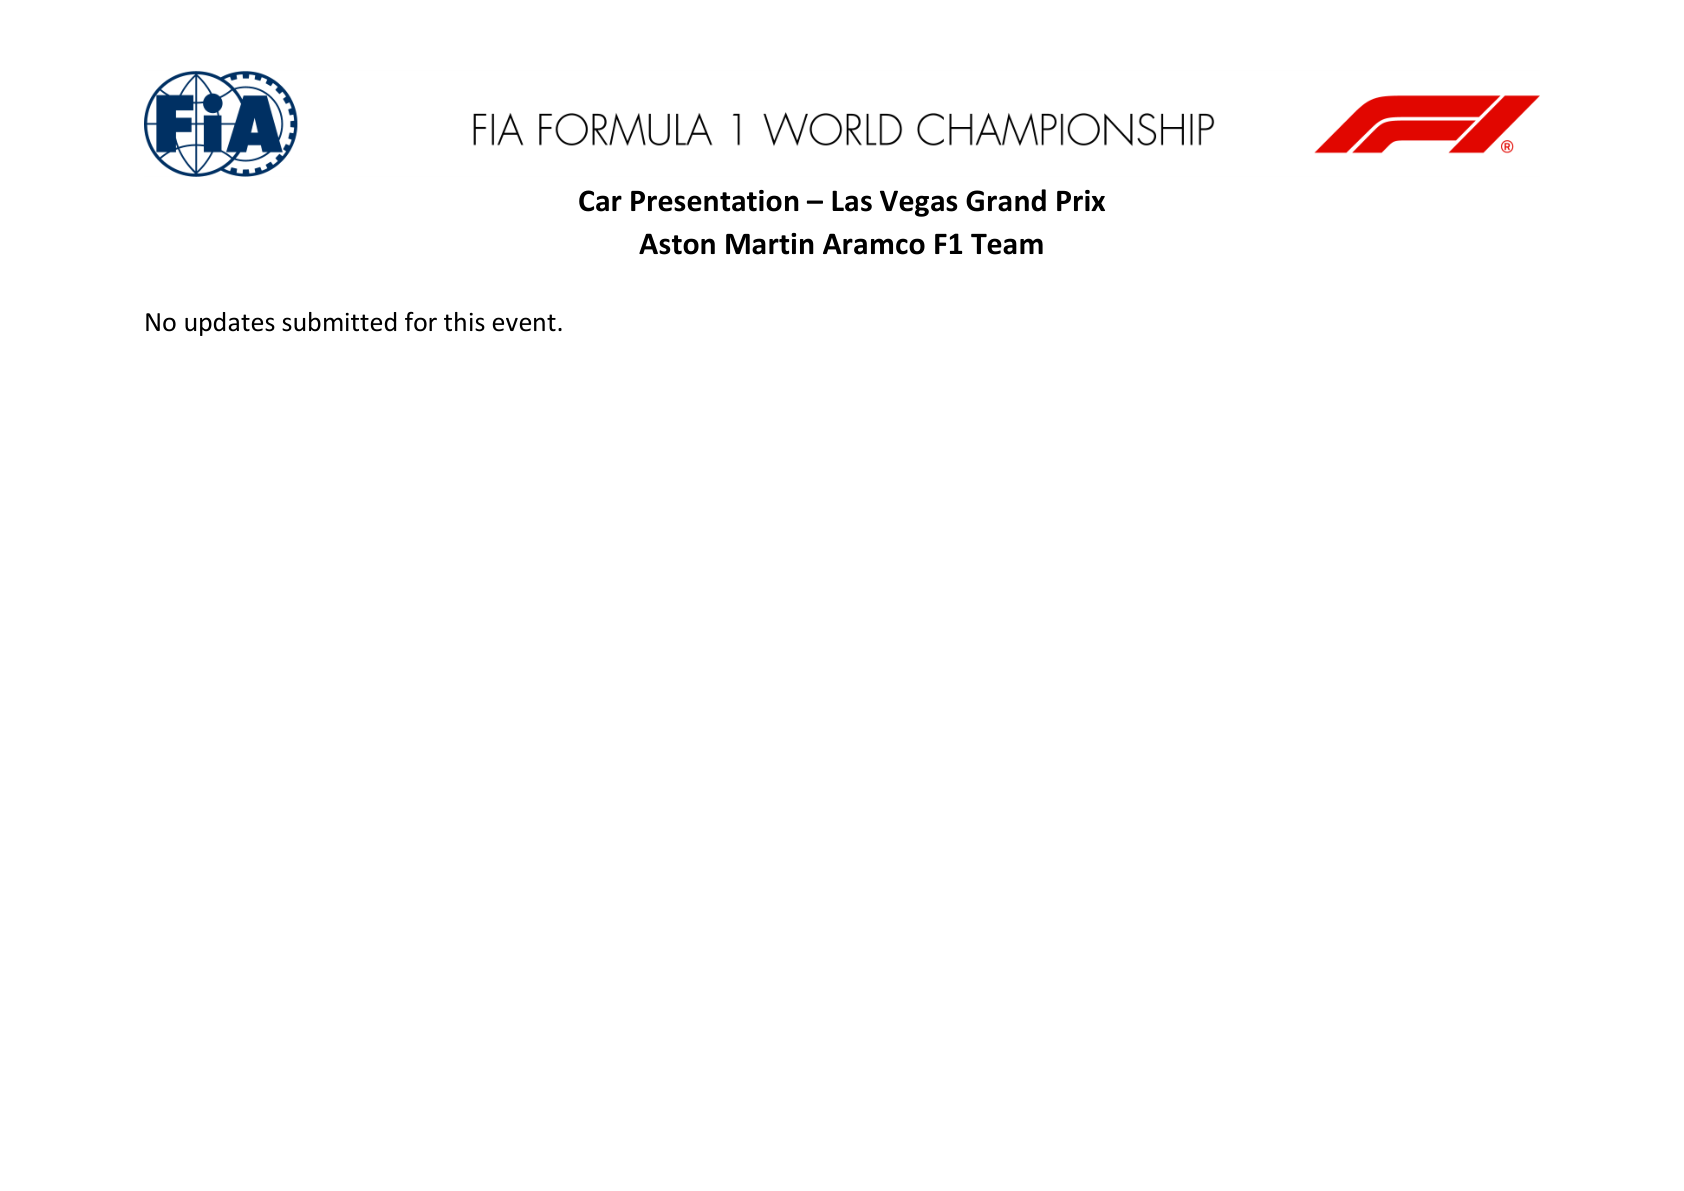 FiA
FIA FORMULA 1 WORLD CHAMPIONSHIP
F1®
Car Presentation – Las Vegas Grand Prix
Aston Martin Aramco F1 Team
No updates submitted for this event.